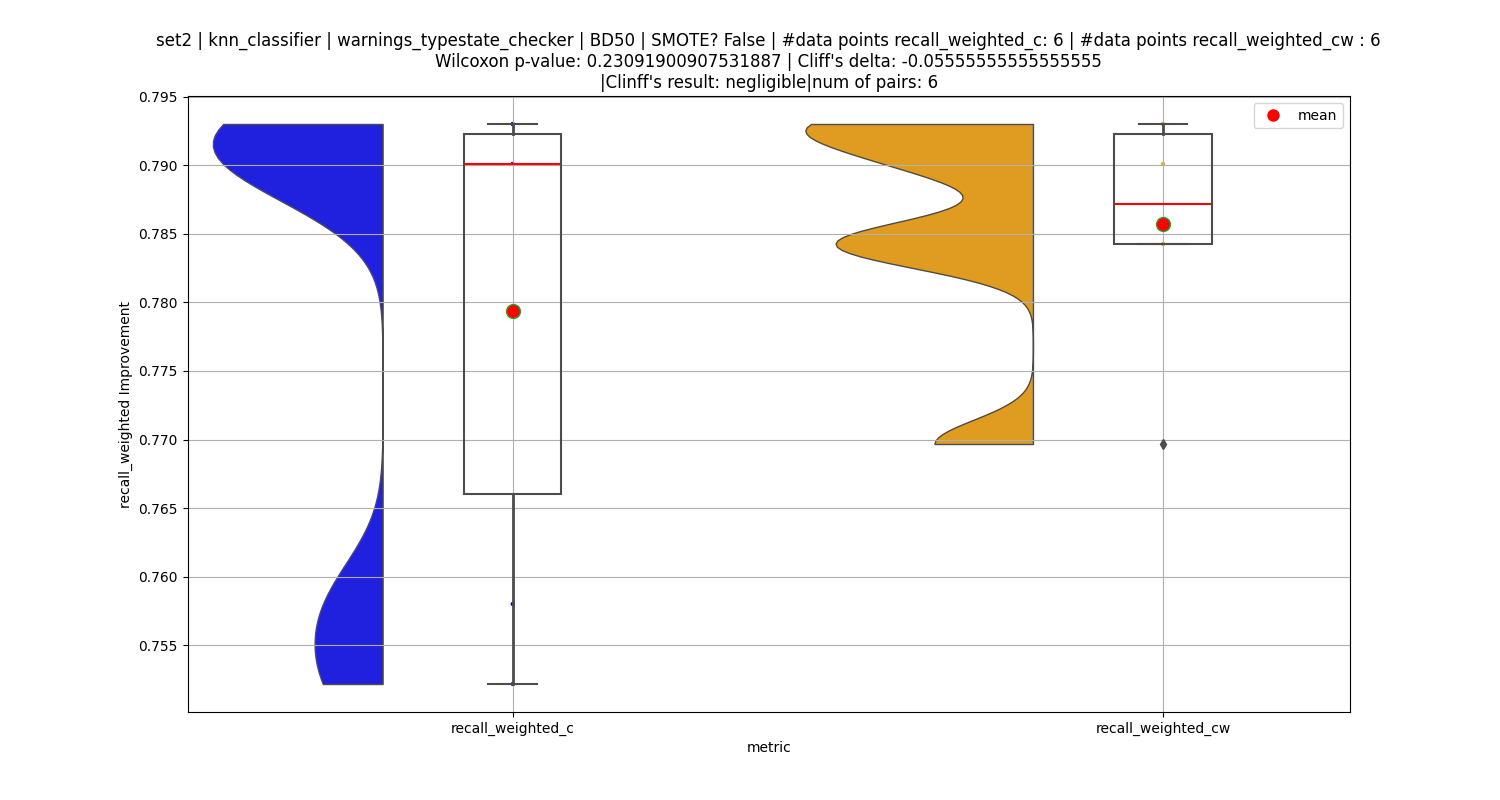 set2 | knn_classifier | warnings_typestate_checker | BD50 | SMOTE? False | #data points recall_weighted_c: 6 | #data points recall_weighted_cw : 6
Wilcoxon p-value: 0.23091900907531887 | Cliff's delta: -0.05555555555555555
|Clinff's result: negligible|num of pairs: 6
mean
0.795
0.790
0.785
0.780
0.775
0.770
0.765
0.760
0.755
recall_weighted Improvement
recall_weighted_c
recall_weighted_cw
metric